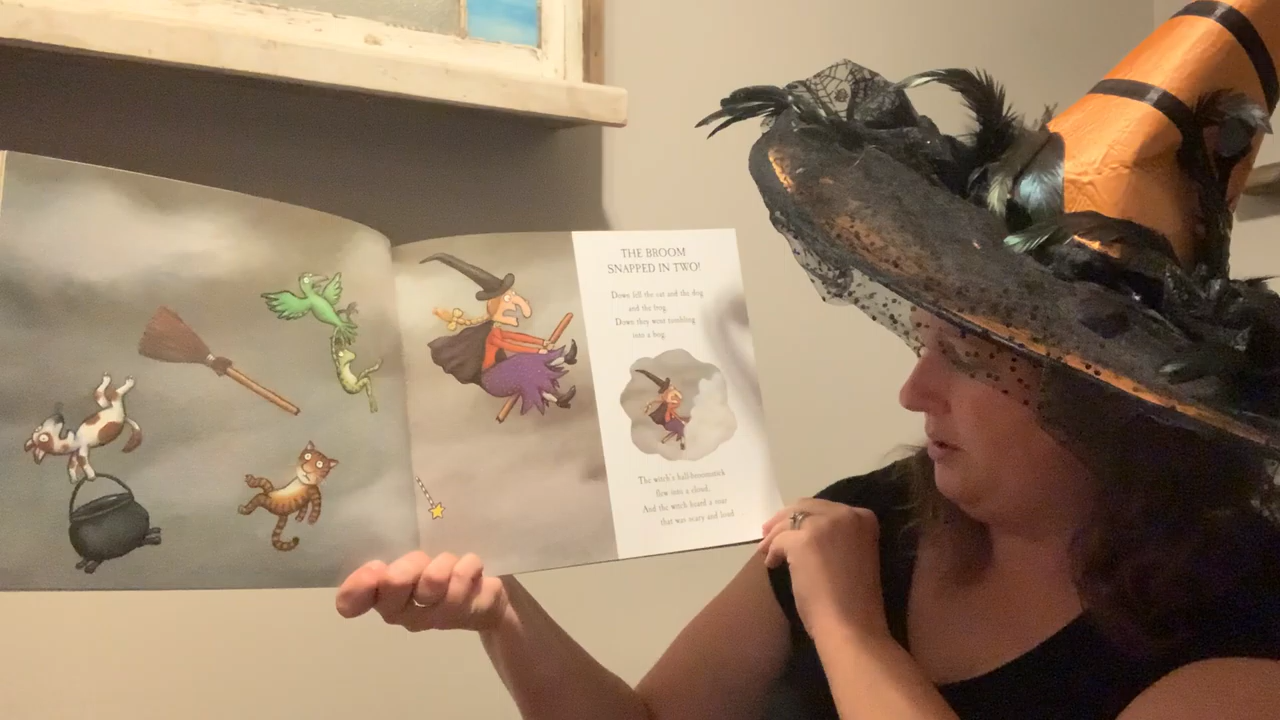 THE BROOM
SNAPPED IN TWO!
Down fell the cat and the dog
and the frog.
Down they went tumbling
into a bog.
The witch's half-broomstick
flew into a cloud,
And the witch heard a roar
that was scary and loud